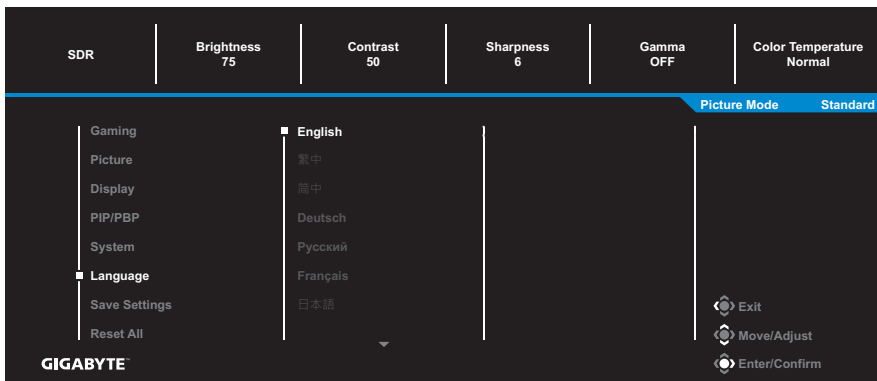 SDR
Brightness
75
Contrast
50
Sharpness
6
Gamma
OFF
Color Temperature
Normal
Picture Mode Standard
Gaming
Picture
Display
PIP/PBP
System
Language
Save Settings
Reset All
English
繁中
简中
Deutsch
Русский
Français
日本語
Exit
Move/Adjust
Enter/Confirm
GIGABYTE™